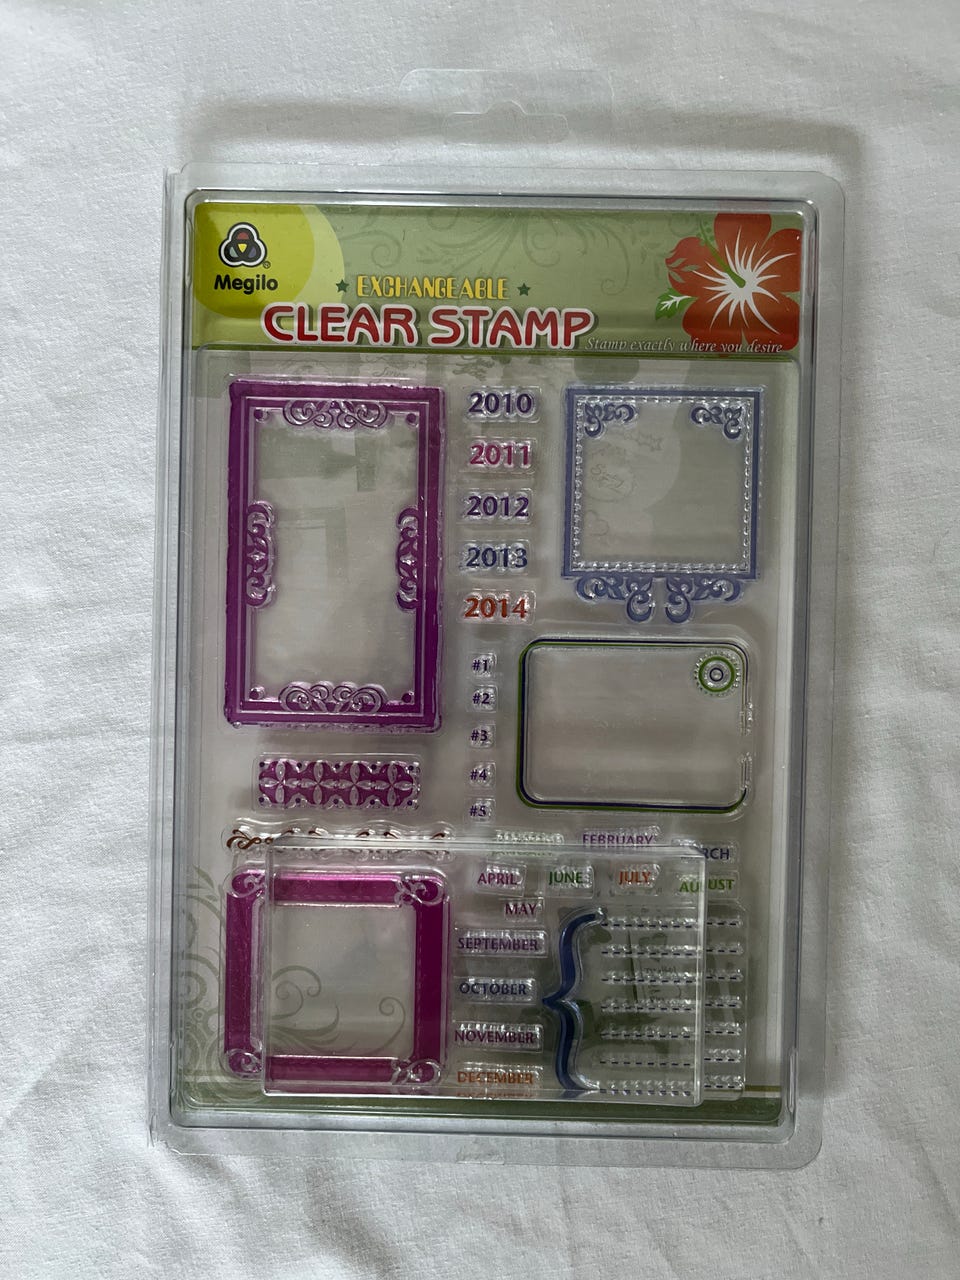 Megilo
EXCHANGEABLE
CLEAR STAMP
Stamp exactly where you desire
2010
2011
2012
2013
2014
#1
#2
#3
#4
#5
FEBRUARY
APRIL JUNE JULY AUGUST
MAY
SEPTEMBER
OCTOBER
NOVEMBER
DECEMBER